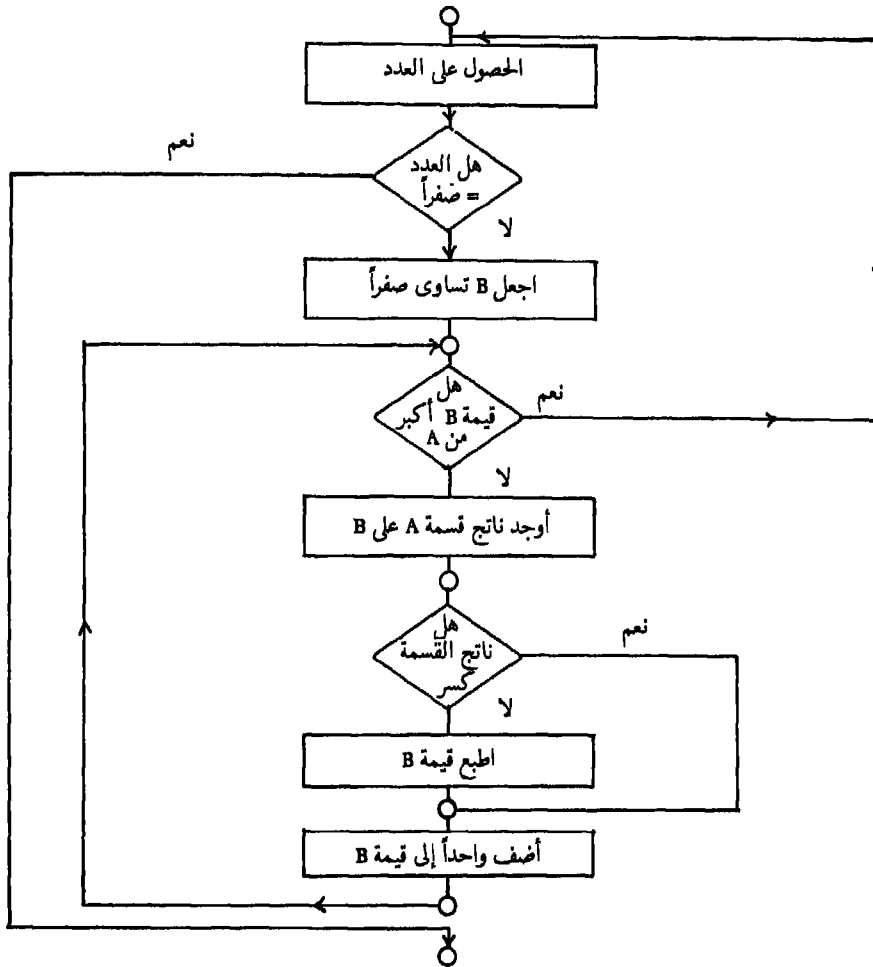 الحصول على العدد
نعم
هل العدد
= صفراً
لا
اجعل B تساوى صفراً
هل
قيمة B أكبر
من A
نعم
لا
أوجد ناتج قسمة A على B
هل
ناتج القسمة
كسر
نعم
لا
اطبع قيمة B
أضف واحداً إلى قيمة B